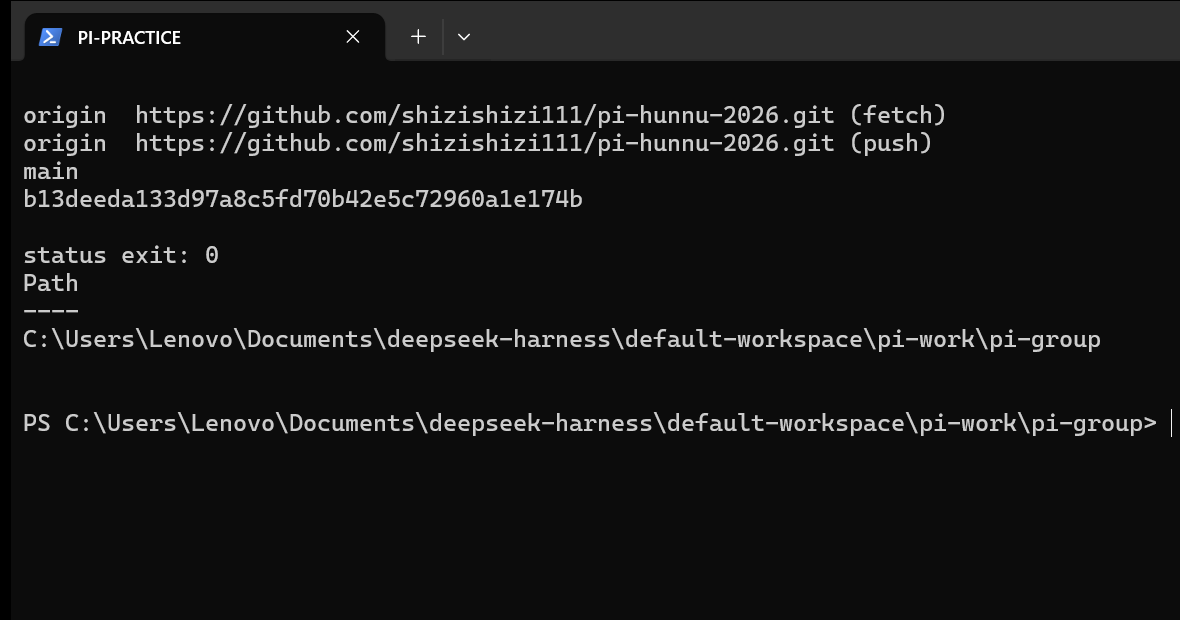 PI-PRACTICE
origin  https://github.com/shizishizi111/pi-hunnu-2026.git (fetch)
origin  https://github.com/shizishizi111/pi-hunnu-2026.git (push)
main
b13deeda133d97a8c5fd70b42e5c72960a1e174b
status exit: 0
Path
----
C:\Users\Lenovo\Documents\deepseek-harness\default-workspace\pi-work\pi-group
PS C:\Users\Lenovo\Documents\deepseek-harness\default-workspace\pi-work\pi-group>